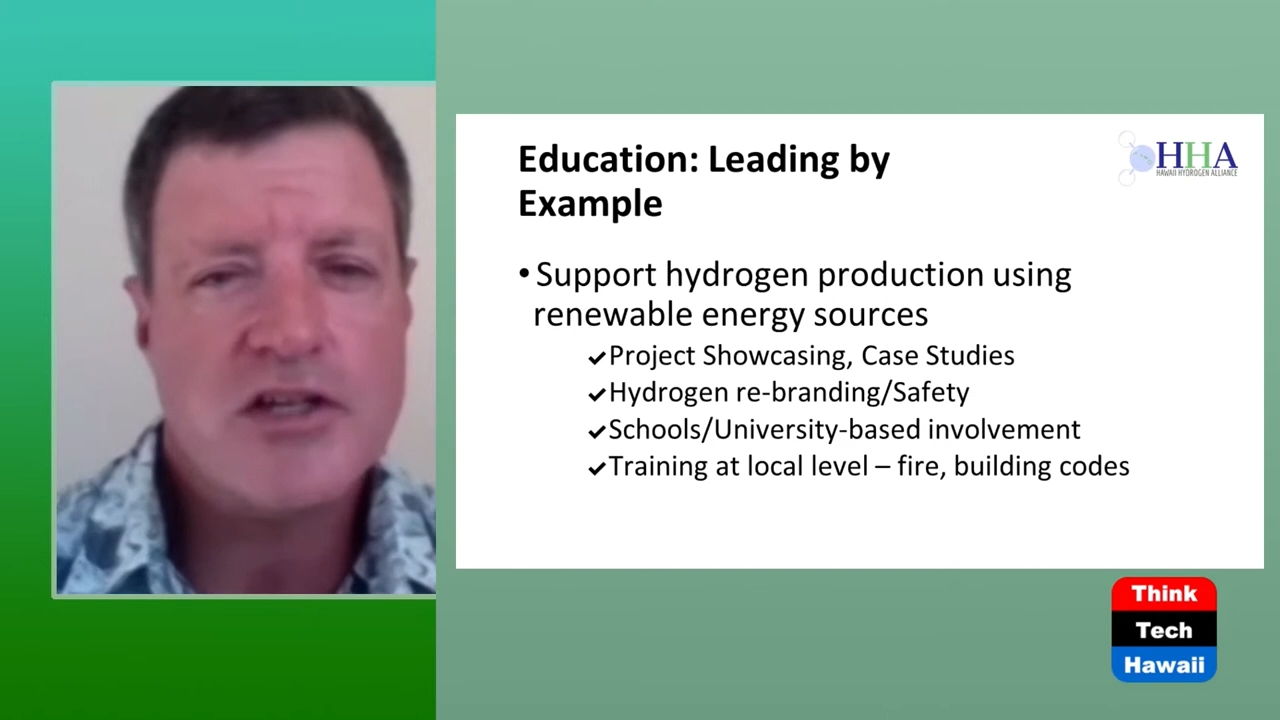 Education: Leading by
Example
HHA
HAWAII HYDROGEN ALLIANCE
• Support hydrogen production using
renewable energy sources
✓Project Showcasing, Case Studies
✓Hydrogen re-branding/Safety
✓Schools/University-based involvement
✓Training at local level – fire, building codes
Think
Tech
Hawaii